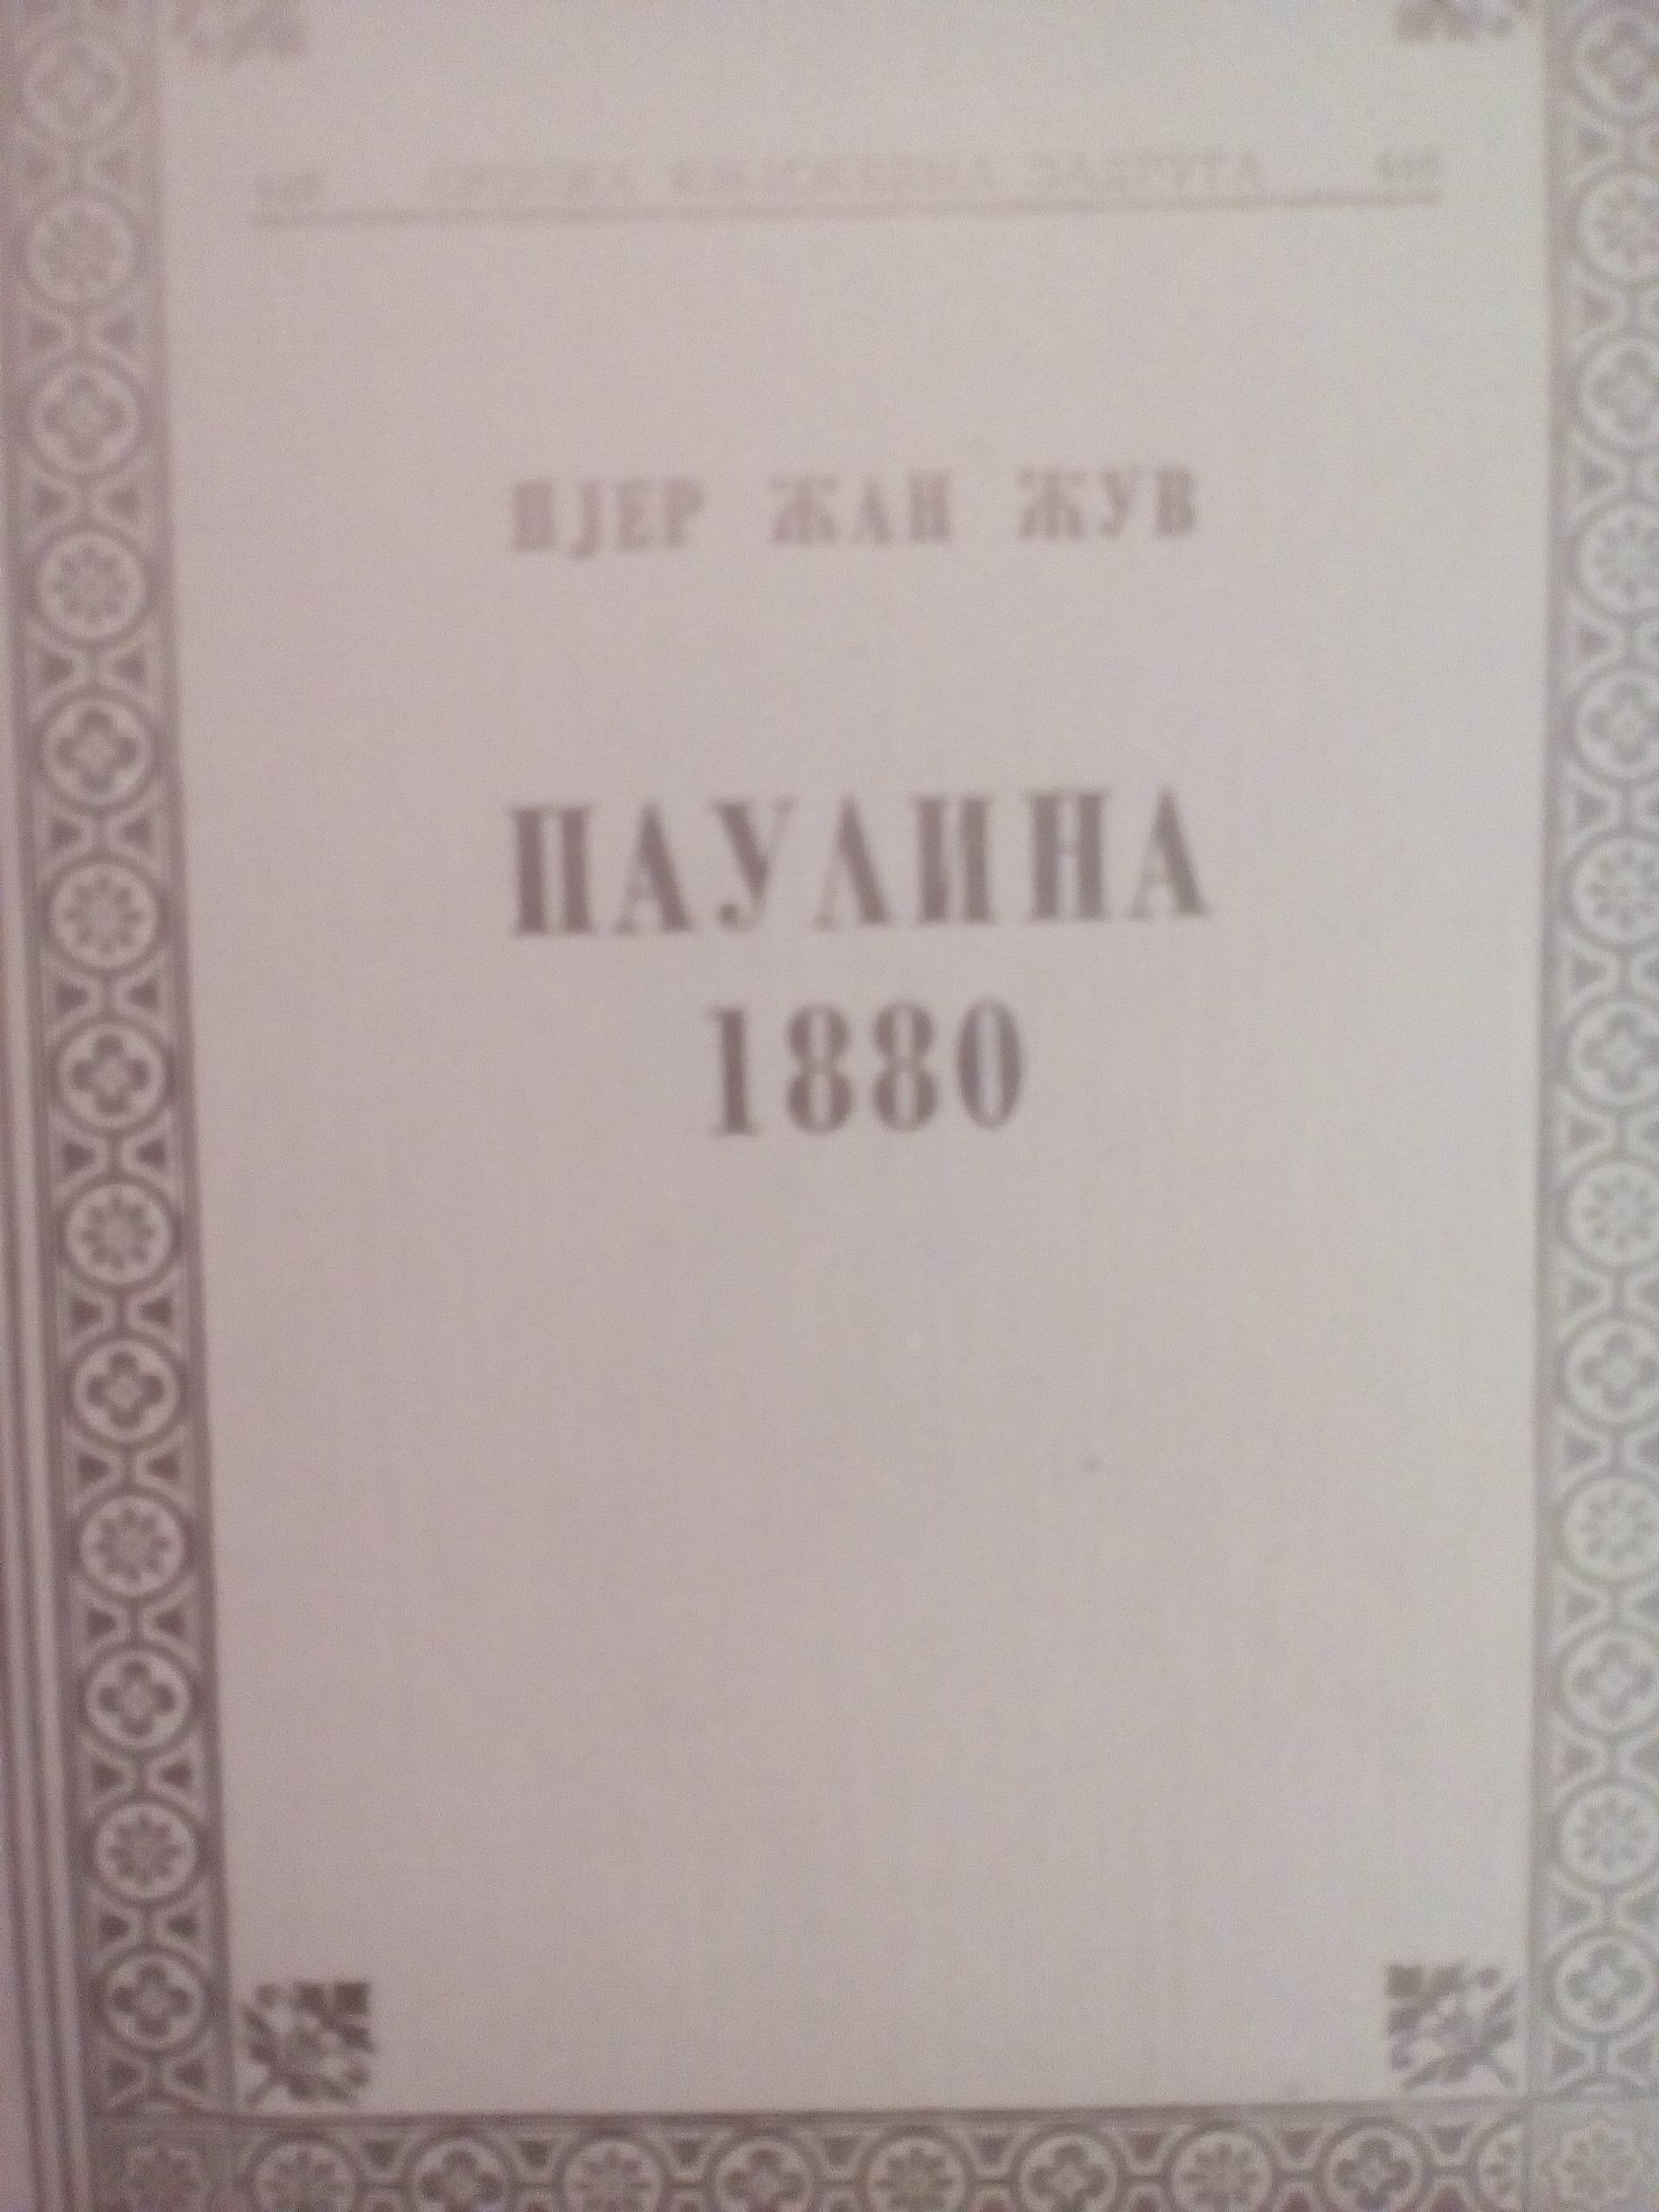 СРПСКА КЊИЖЕВНА ЗАДРУГА
ПЈЕР ЖАН ЖУВ
ПАУЛИНА
1880